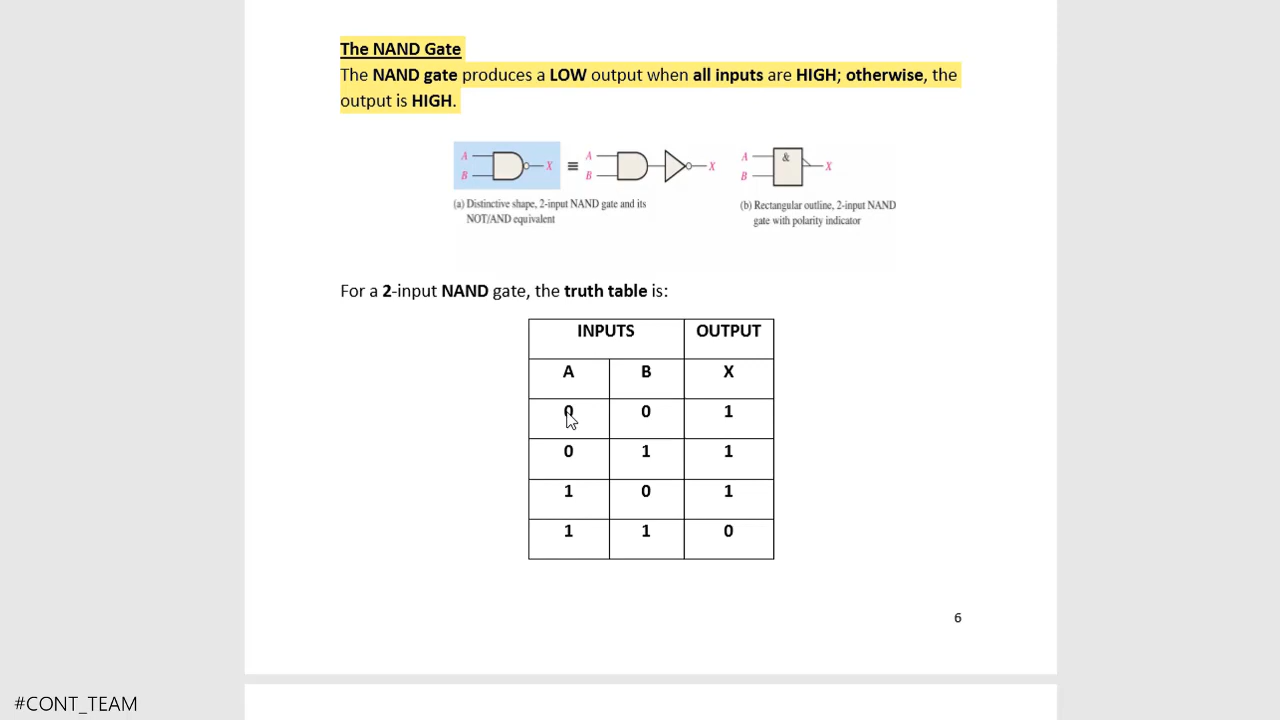 The NAND Gate
The NAND gate produces a LOW output when all inputs are HIGH; otherwise, the
output is HIGH.
A
B
X
≡
A
B
X
A
B
&
X
(a) Distinctive shape, 2-input NAND gate and its
NOT/AND equivalent
(b) Rectangular outline, 2-input NAND
gate with polarity indicator
For a 2-input NAND gate, the truth table is:
INPUTS OUTPUT
A B X
0 0 1
0 1 1
1 0 1
1 1 0
6
#CONT_TEAM